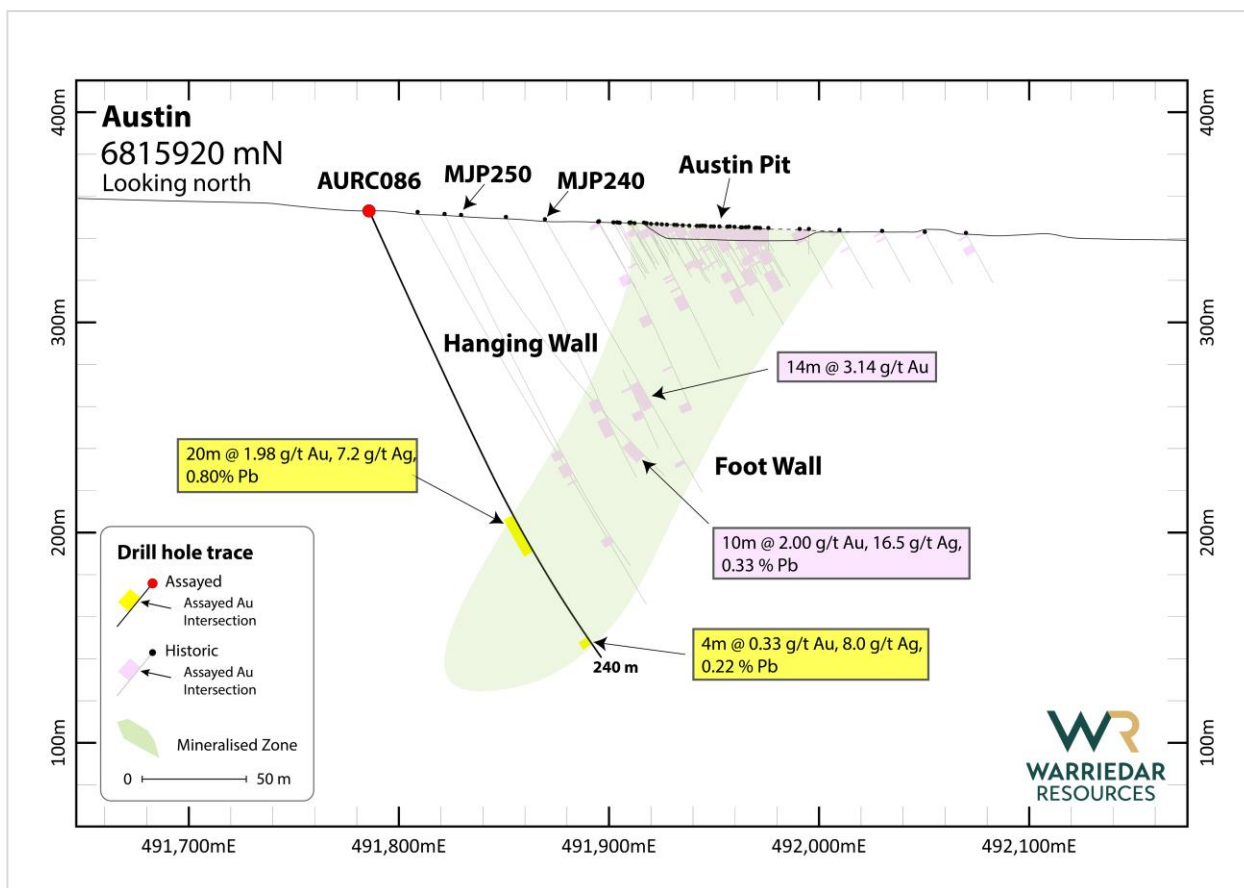 400m
300m
200m
100m
Austin
6815920 mN
Looking north
AURC086
MJP250
MJP240
Austin Pit
400m
300m
200m
100m
Hanging Wall
14m @ 3.14 g/t Au
20m @ 1.98 g/t Au, 7.2 g/t Ag,
0.80% Pb
Foot Wall
10m @ 2.00 g/t Au, 16.5 g/t Ag,
0.33 % Pb
4m @ 0.33 g/t Au, 8.0 g/t Ag,
0.22 % Pb
240 m
Drill hole trace
Assayed
Assayed Au
Intersection
Historic
Assayed Au
Intersection
Mineralised Zone
0 50 m
WR
WARRIEDAR
RESOURCES
491,700mE
491,800mE
491,900mE
492,000mE
492,100mE